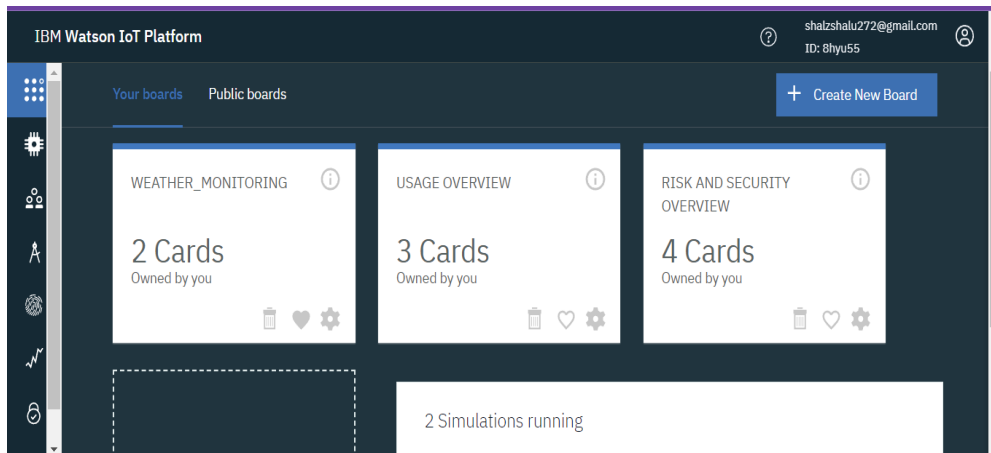 IBM Watson IoT Platform
shalzshalu272@gmail.com
ID: 8hyu55
Your boards
Public boards
+ Create New Board
WEATHER_MONITORING
2 Cards
Owned by you
USAGE OVERVIEW
3 Cards
Owned by you
RISK AND SECURITY
OVERVIEW
4 Cards
Owned by you
2 Simulations running